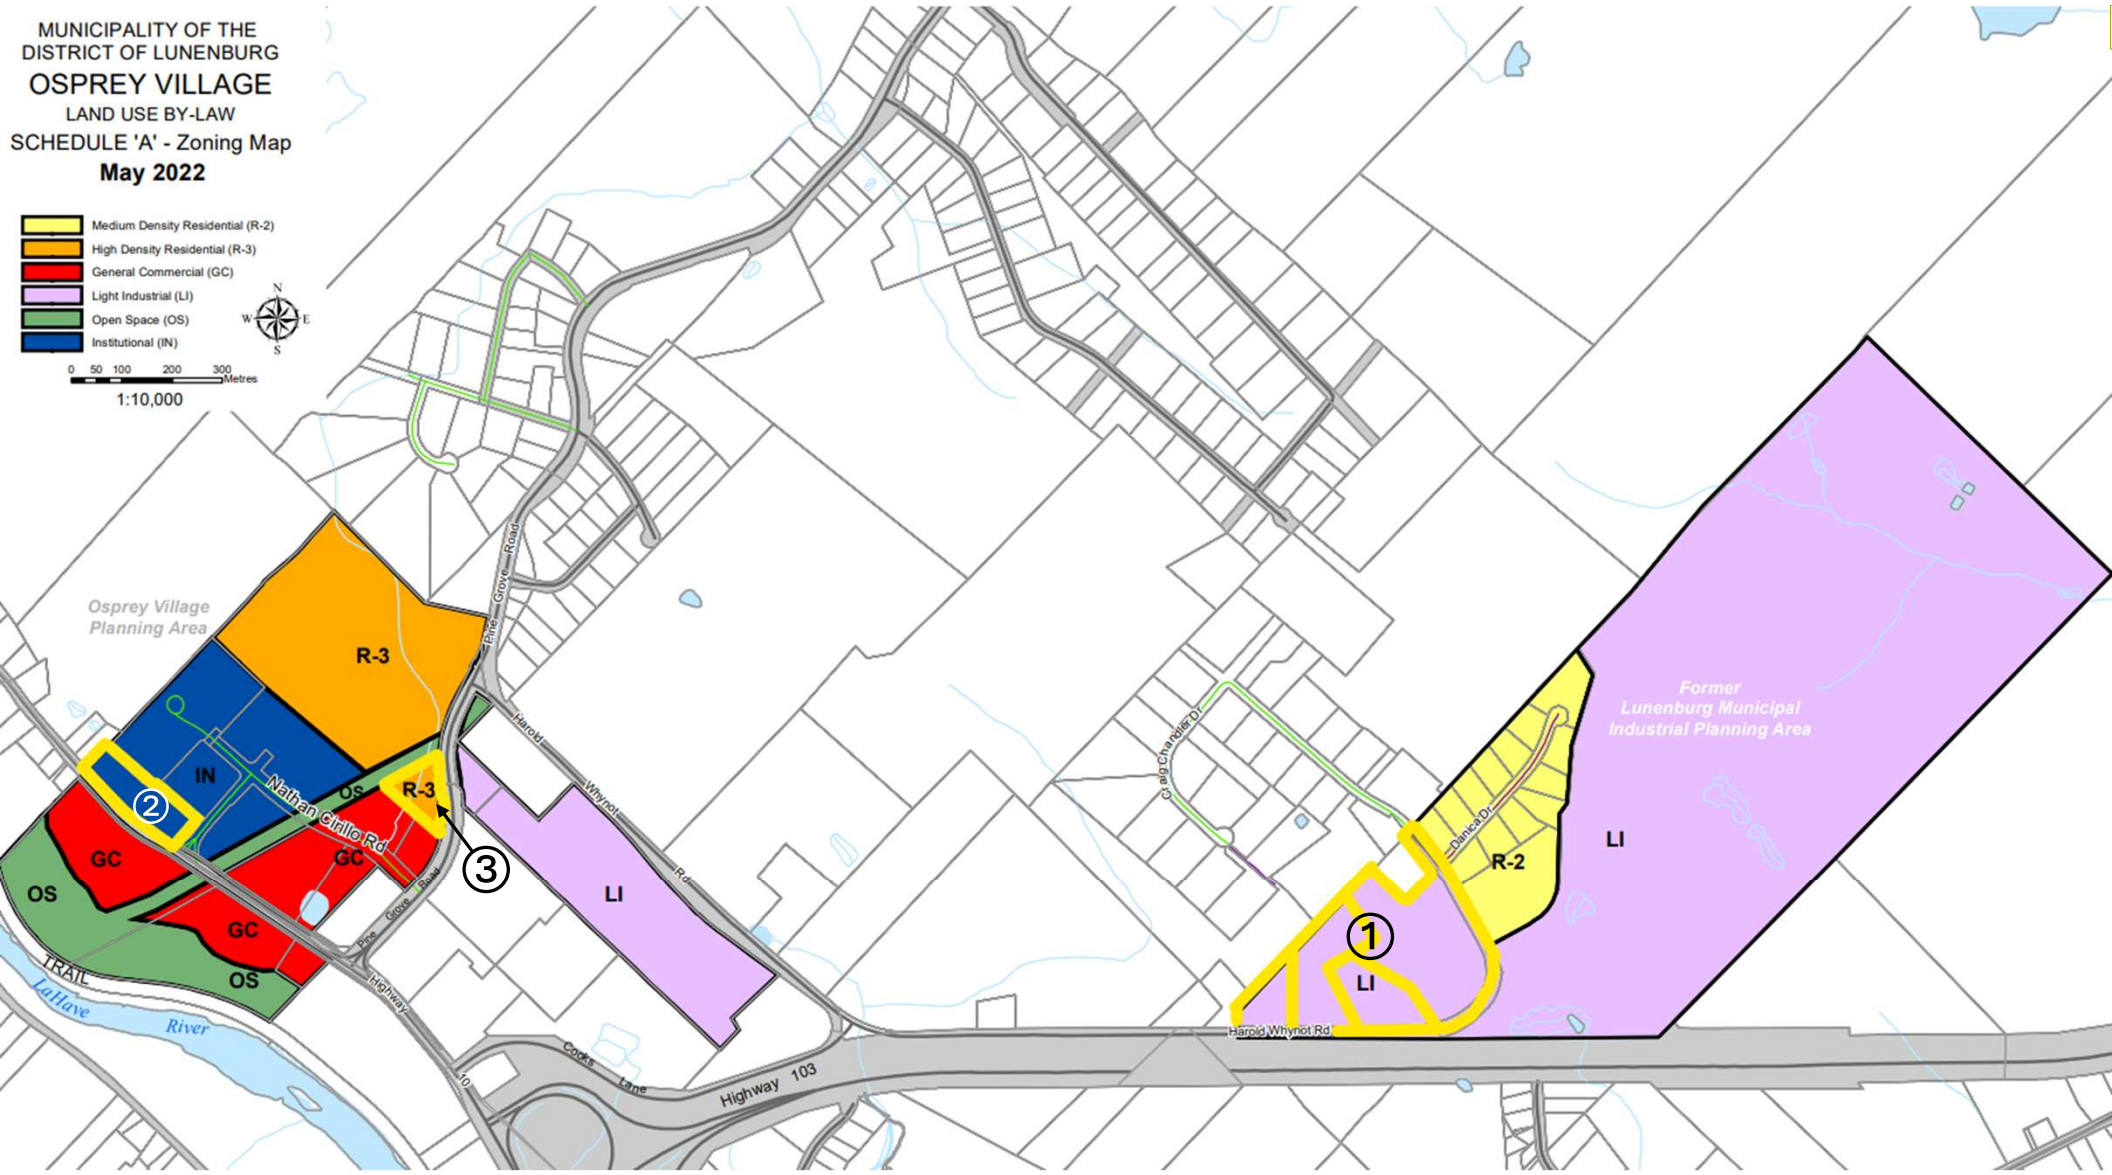 MUNICIPALITY OF THE
DISTRICT OF LUNENBURG
OSPREY VILLAGE
LAND USE BY-LAW
SCHEDULE 'A' - Zoning Map
May 2022
Medium Density Residential (R-2)
High Density Residential (R-3)
General Commercial (GC)
Light Industrial (LI)
Open Space (OS)
Institutional (IN)
N
W E
S
0 50 100 200 300
Metres
1:10,000
Osprey Village
Planning Area
R-3
Pine Grove Road
IN
Nathan Cirillo Rd
OS
R-3
②
③
GC
GC
GC
OS
OS
TRAIL
LaHave
River
Pine Grove Road
Highway 10
Harold Whynot Rd
LI
Cooks Lane
Highway 103
Craig Chandler Dr
Danica Dr
R-2
LI
Former
Lunenburg Municipal
Industrial Planning Area
①
LI
Harold Whynot Rd